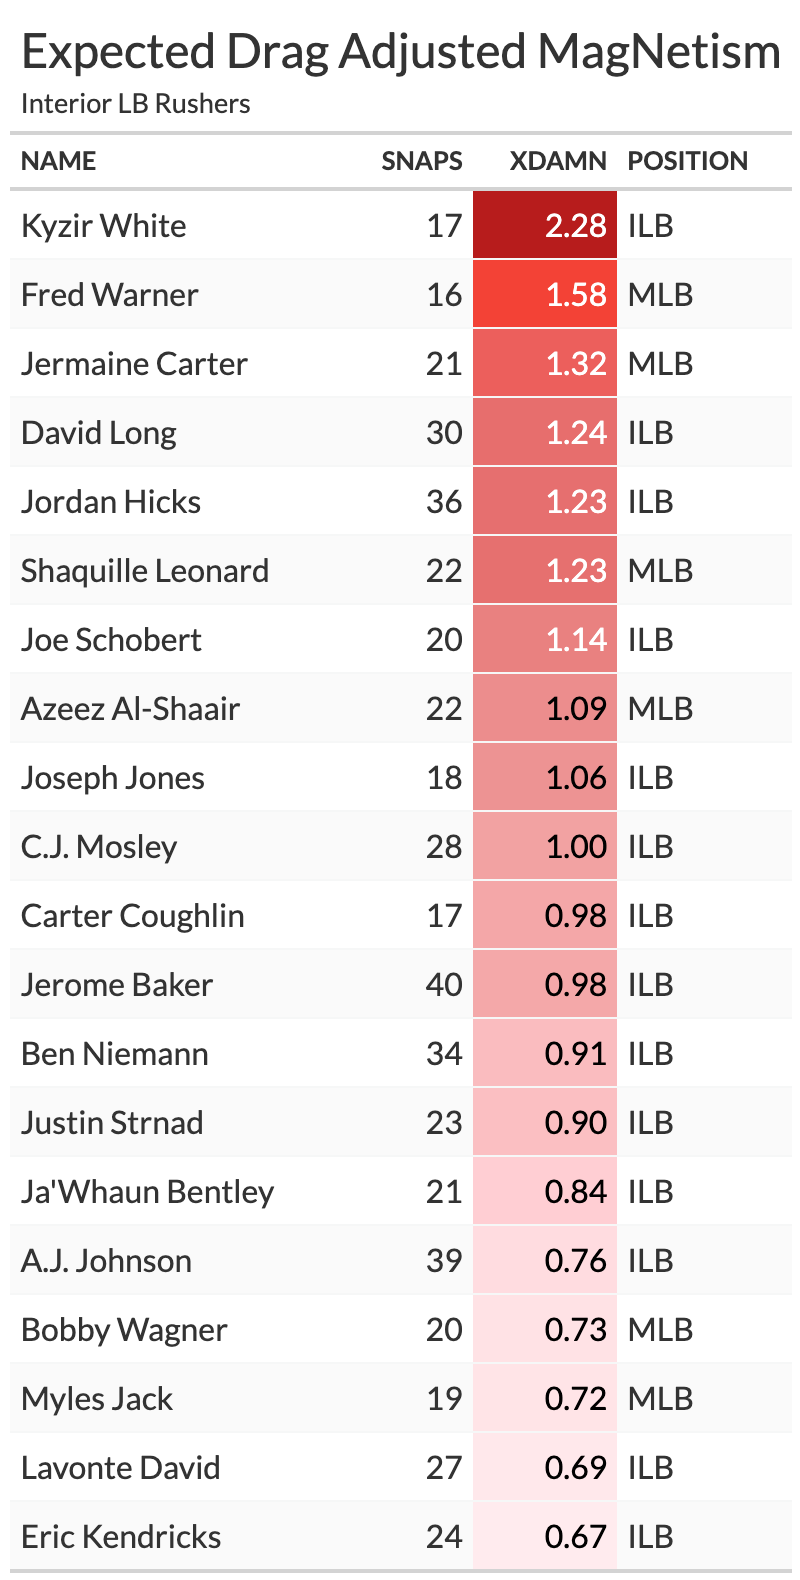 Expected Drag Adjusted MagNetism
Interior LB Rushers
NAME SNAPS XDAMN POSITION
Kyzir White 17 2.28 ILB
Fred Warner 16 1.58 MLB
Jermaine Carter 21 1.32 MLB
David Long 30 1.24 ILB
Jordan Hicks 36 1.23 ILB
Shaquille Leonard 22 1.23 MLB
Joe Schobert 20 1.14 ILB
Azeez Al-Shaair 22 1.09 MLB
Joseph Jones 18 1.06 ILB
C.J. Mosley 28 1.00 ILB
Carter Coughlin 17 0.98 ILB
Jerome Baker 40 0.98 ILB
Ben Niemann 34 0.91 ILB
Justin Strnad 23 0.90 ILB
Ja'Whaun Bentley 21 0.84 ILB
A.J. Johnson 39 0.76 ILB
Bobby Wagner 20 0.73 MLB
Myles Jack 19 0.72 MLB
Lavonte David 27 0.69 ILB
Eric Kendricks 24 0.67 ILB